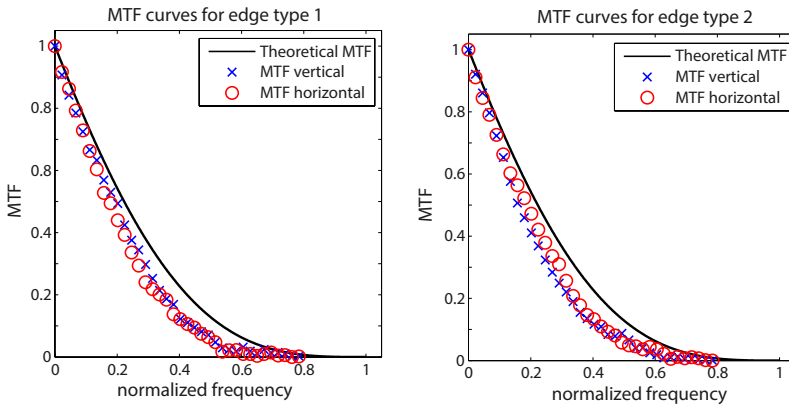 MTF curves for edge type 1
Theoretical MTF
MTF vertical
MTF horizontal
1
0.8
0.8
0.4
0.2
0
MTF
0 0.2 0.4 0.6 0.8 1
normalized frequency
MTF curves for edge type 2
Theoretical MTF
MTF vertical
MTF horizontal
1
0.8
0.6
0.4
0.2
0
MTF
0 0.2 0.4 0.6 0.8 1
normalized frequency